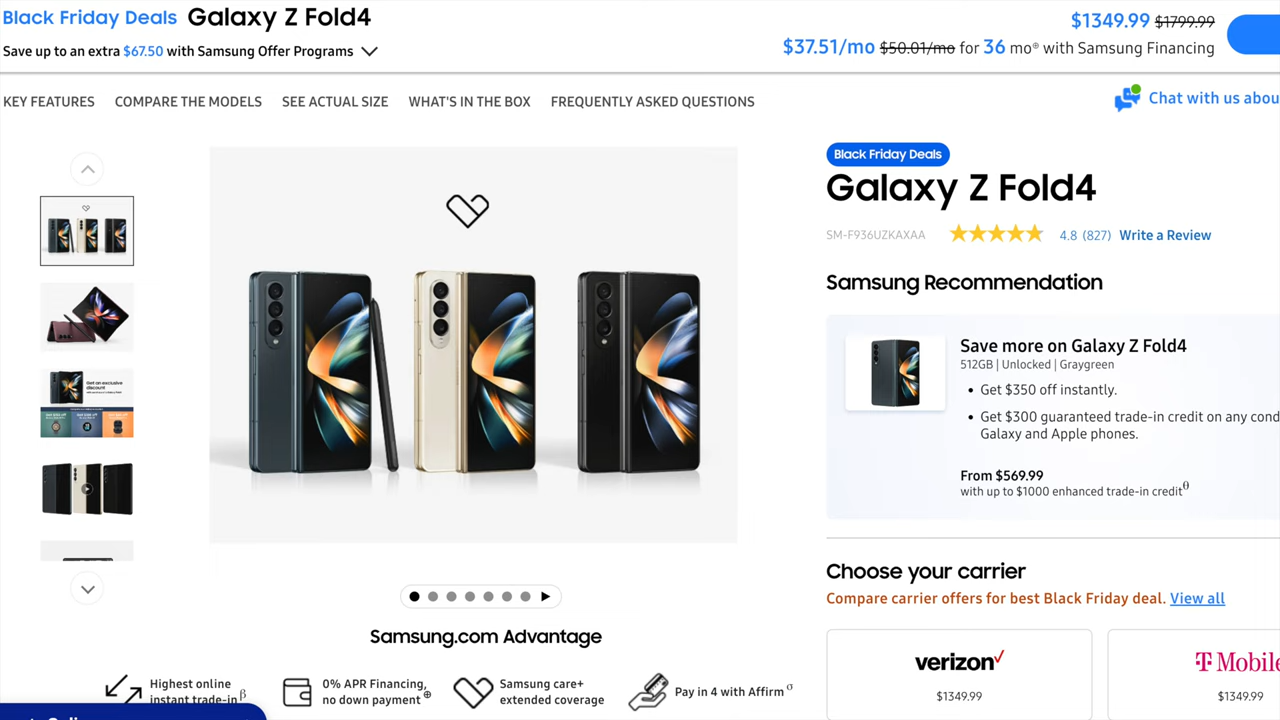 Black Friday Deals Galaxy Z Fold4
$1349.99 $1799.99
Save up to an extra $67.50 with Samsung Offer Programs
$37.51/mo $50.01/mo for 36 mo® with Samsung Financing
KEY FEATURES COMPARE THE MODELS SEE ACTUAL SIZE WHAT'S IN THE BOX FREQUENTLY ASKED QUESTIONS
Chat with us abou
Black Friday Deals
Galaxy Z Fold4
SM-F936UZKAXAA 4.8 (827) Write a Review
Samsung Recommendation
Save more on Galaxy Z Fold4
512GB | Unlocked | Graygreen
• Get $350 off instantly.
• Get $300 guaranteed trade-in credit on any cond
Galaxy and Apple phones.
From $569.99
with up to $1000 enhanced trade-in creditθ
Choose your carrier
Compare carrier offers for best Black Friday deal. View all
verizon✓
$1349.99
T Mobile
$1349.99
Get an exclusive
discount
Samsung.com Advantage
Highest online
instant trade-in β
0% APR Financing,
no down payment ⊕
Samsung care+
extended coverage
Pay in 4 with Affirm σ